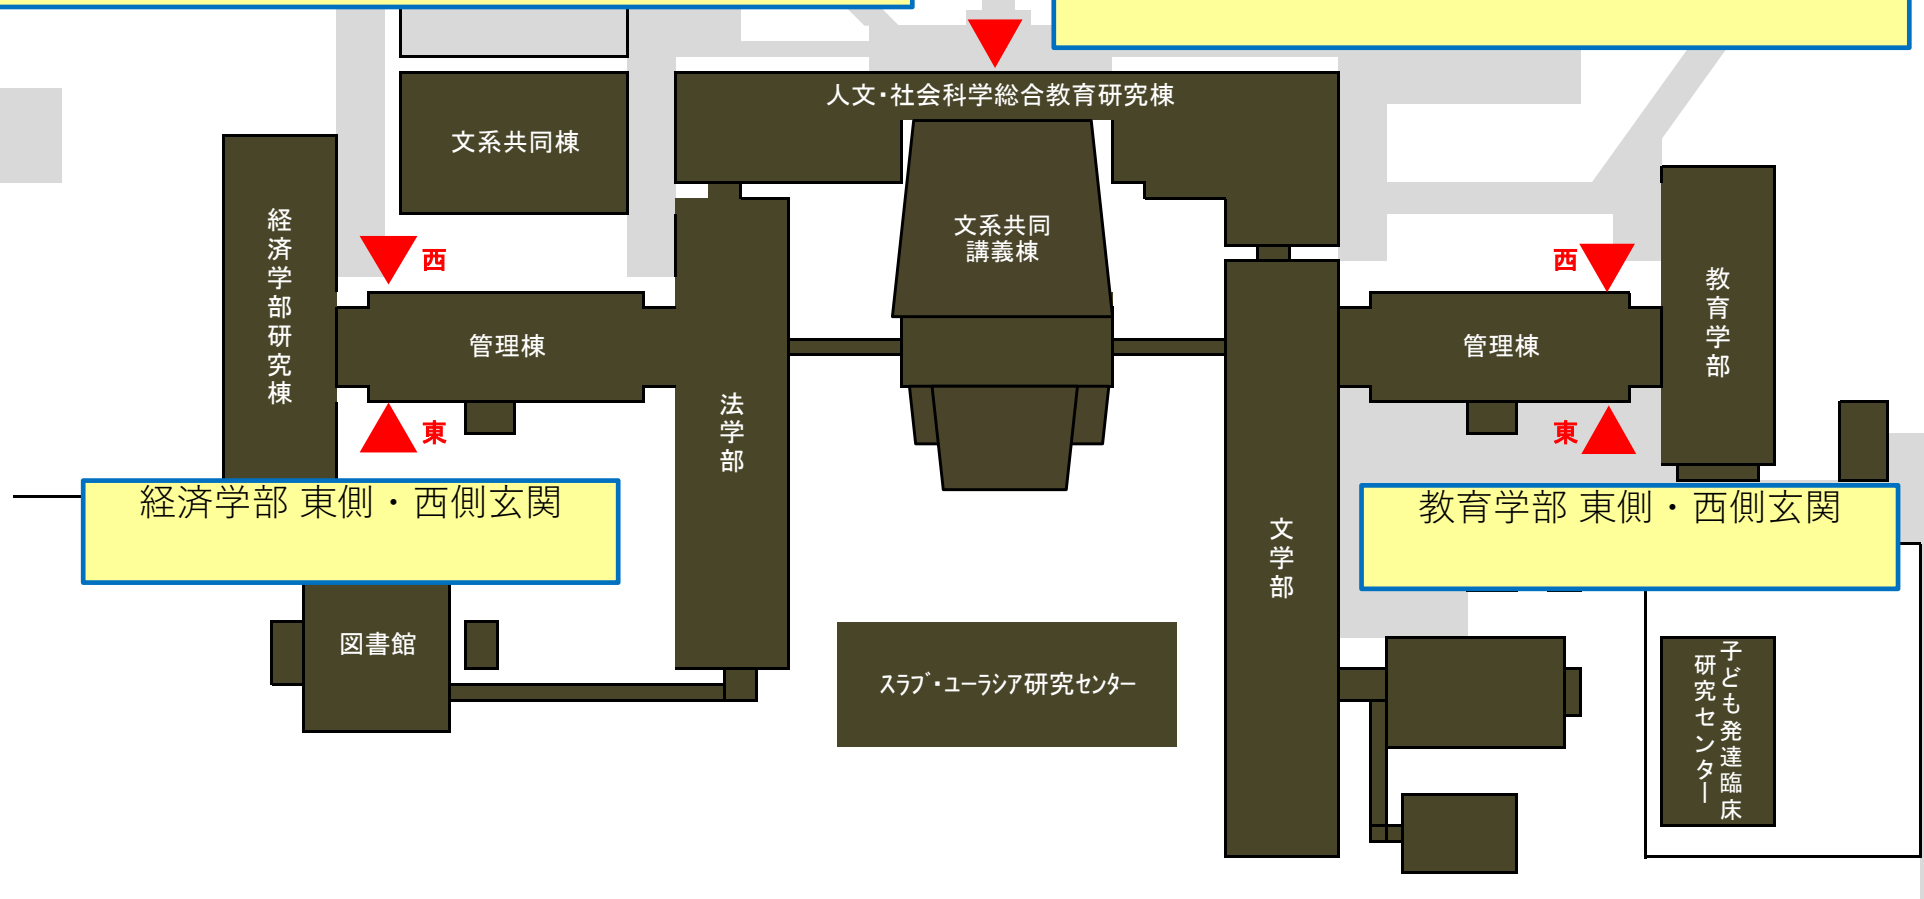 人文・社会科学総合教育研究棟
文系共同棟
経済学部研究棟
文系共同
講義棟
西
西
教育学部
管理棟
管理棟
法学部
東
東
経済学部 東側・西側玄関
教育学部 東側・西側玄関
文学部
図書館
スラブ・ユーラシア研究センター
子ども発達臨床
研究センター